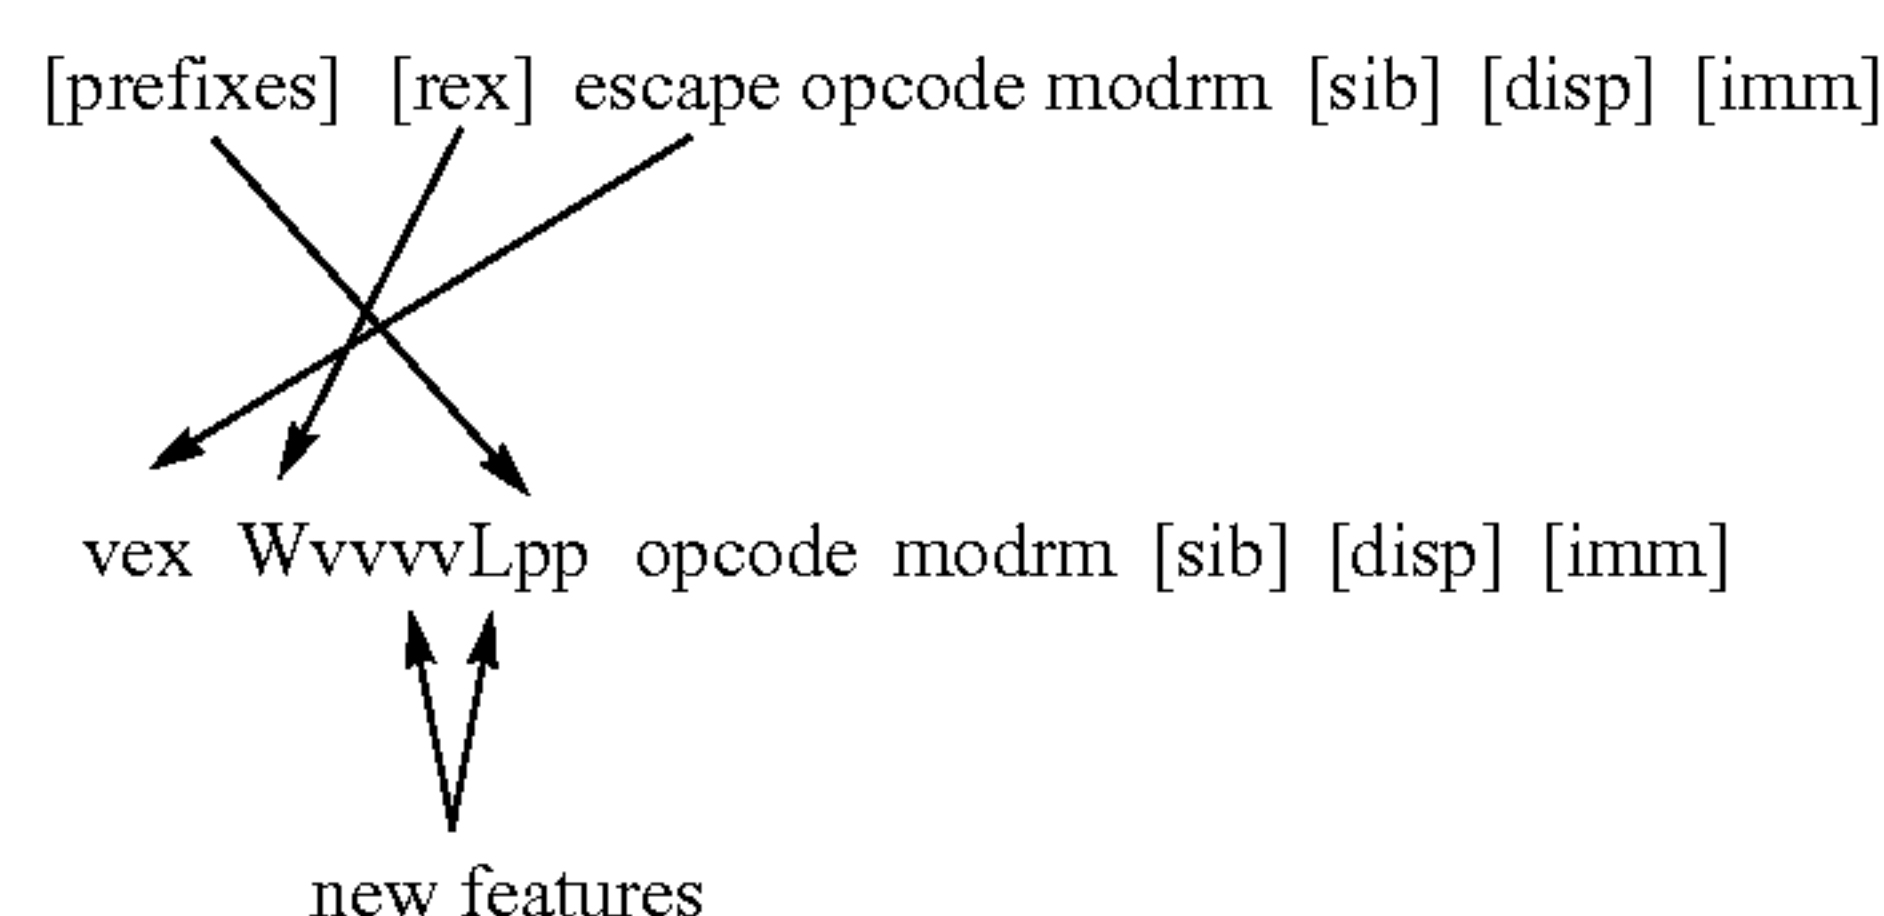 [prefixes] [rex] escape opcode modrm [sib] [disp] [imm]
vex WvvvvLpp opcode modrm [sib] [disp] [imm]
new features